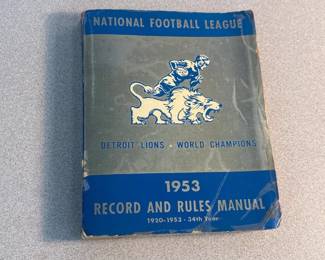 NATIONAL FOOTBALL LEAGUE
DETROIT LIONS • WORLD CHAMPIONS
1953
RECORD AND RULES MANUAL
1920-1953 - 34th Year